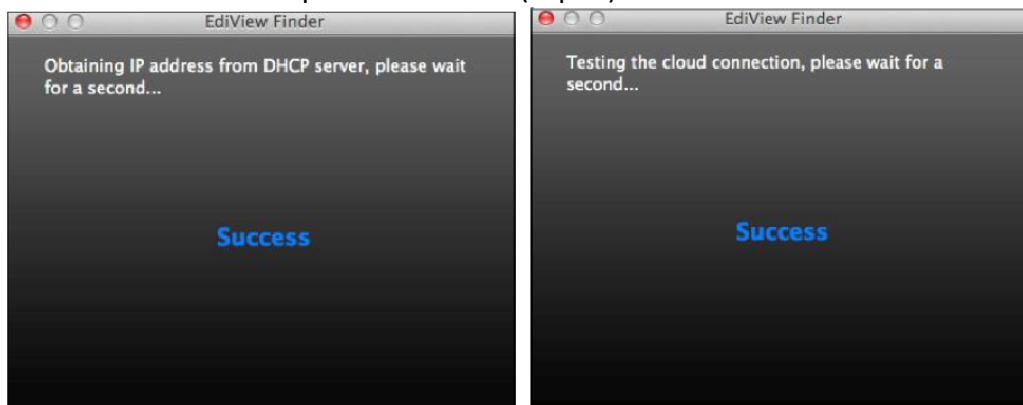 EdiView Finder
Obtaining IP address from DHCP server, please wait
for a second...
Success
EdiView Finder
Testing the cloud connection, please wait for a
second...
Success